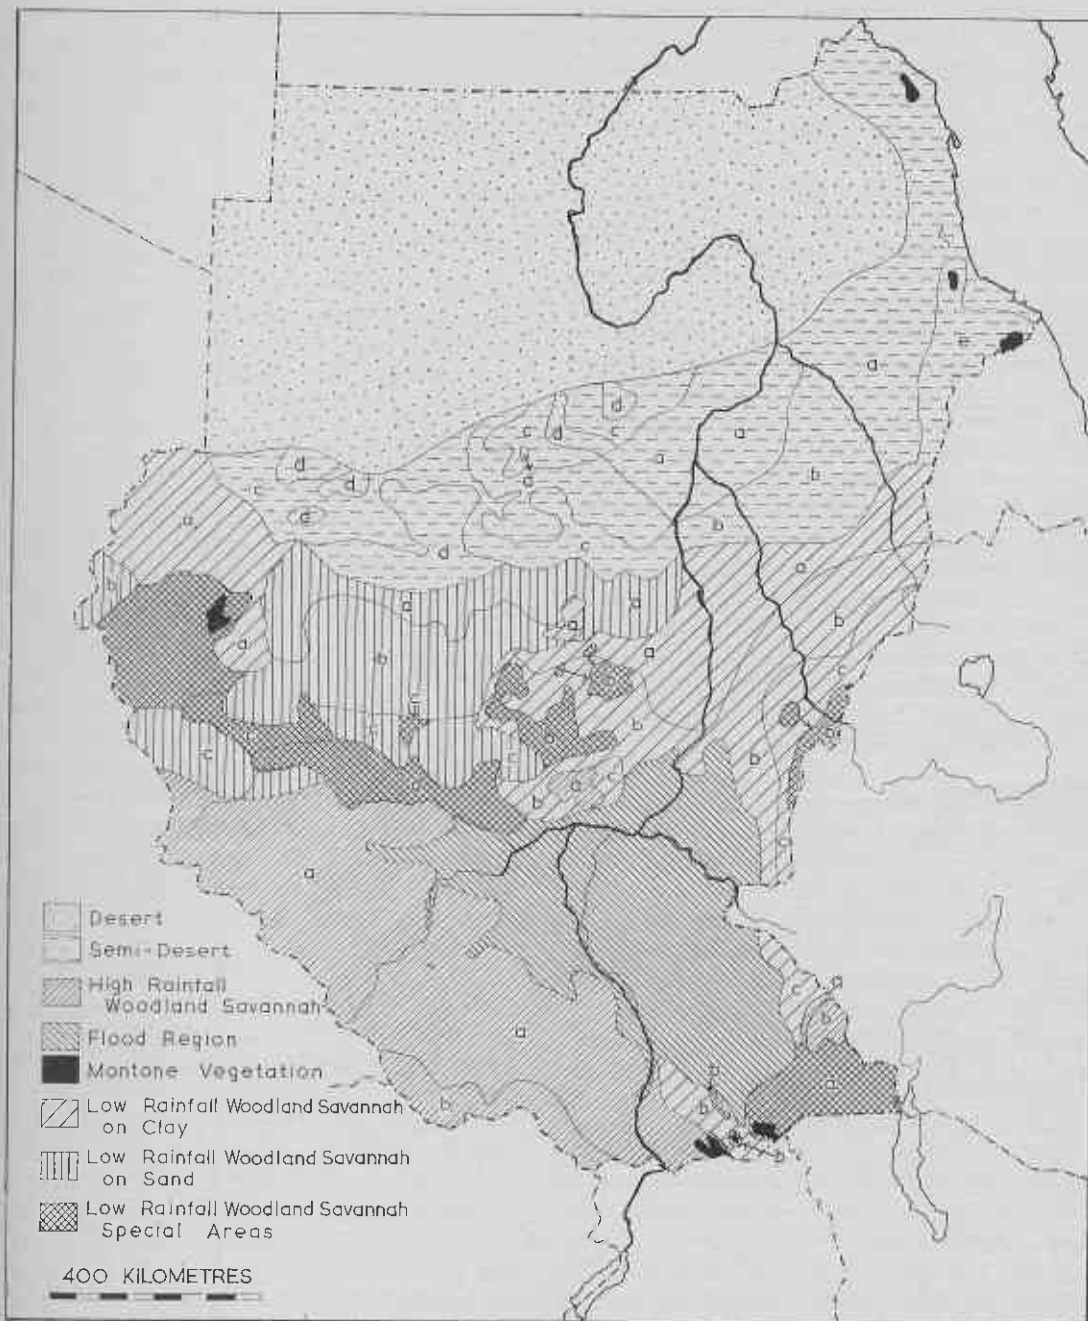 Desert
Semi-Desert
High Rainfall
Woodland Savannah
Flood Region
Montone Vegetation
Low Rainfall Woodland Savannah
on Clay
Low Rainfall Woodland Savannah
on Sand
Low Rainfall Woodland Savannah
Special Areas
400 KILOMETRES
d
c
d
c
a
a
a
e
b
d
d
c
d
b
c
a
d
a
b
b
a
a
a
b
a
a
b
c
b
b
c
b
a
a
c
a
b
b
a
b